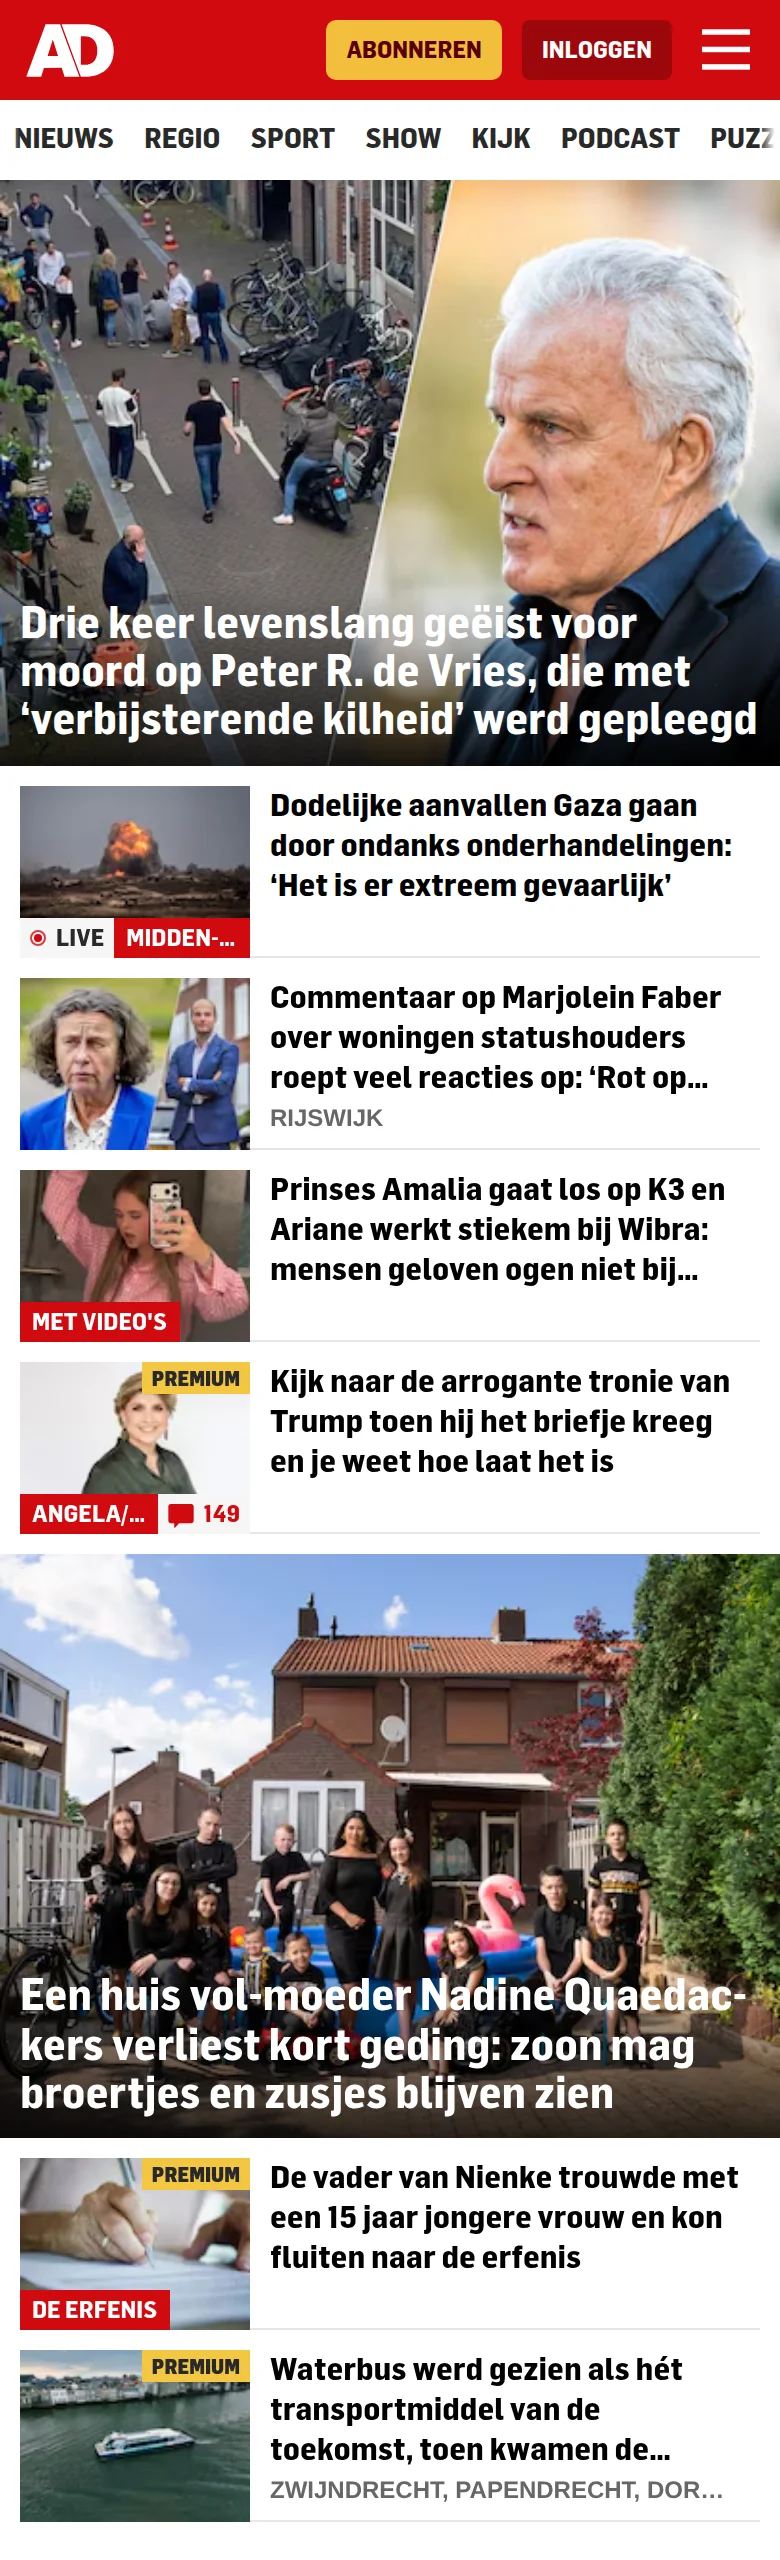 AD
ABONNEREN
INLOGGEN
NIEUWS REGIO SPORT SHOW KIJK PODCAST PUZZ
Drie keer levenslang geëist voor
moord op Peter R. de Vries, die met
‘verbijsterende kilheid’ werd gepleegd
Dodelijke aanvallen Gaza gaan
door ondanks onderhandelingen:
‘Het is er extreem gevaarlijk’
LIVE MIDDEN-...
Commentaar op Marjolein Faber
over woningen statushouders
roept veel reacties op: ‘Rot op...
RIJSWIJK
Prinses Amalia gaat los op K3 en
Ariane werkt stiekem bij Wibra:
mensen geloven ogen niet bij...
MET VIDEO'S
PREMIUM
Kijk naar de arrogante tronie van
Trump toen hij het briefje kreeg
en je weet hoe laat het is
ANGELA/... 149
Een huis vol-moeder Nadine Quaedac-
kers verliest kort geding: zoon mag
broertjes en zusjes blijven zien
PREMIUM
De vader van Nienke trouwde met
een 15 jaar jongere vrouw en kon
fluiten naar de erfenis
DE ERFENIS
PREMIUM
Waterbus werd gezien als hét
transportmiddel van de
toekomst, toen kwamen de...
ZWIJNDRECHT, PAPENDRECHT, DOR...